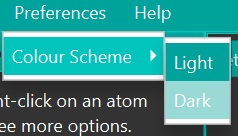 Preferences Help
Colour Scheme
Light
Dark
nt-click on an atom
ee more options.